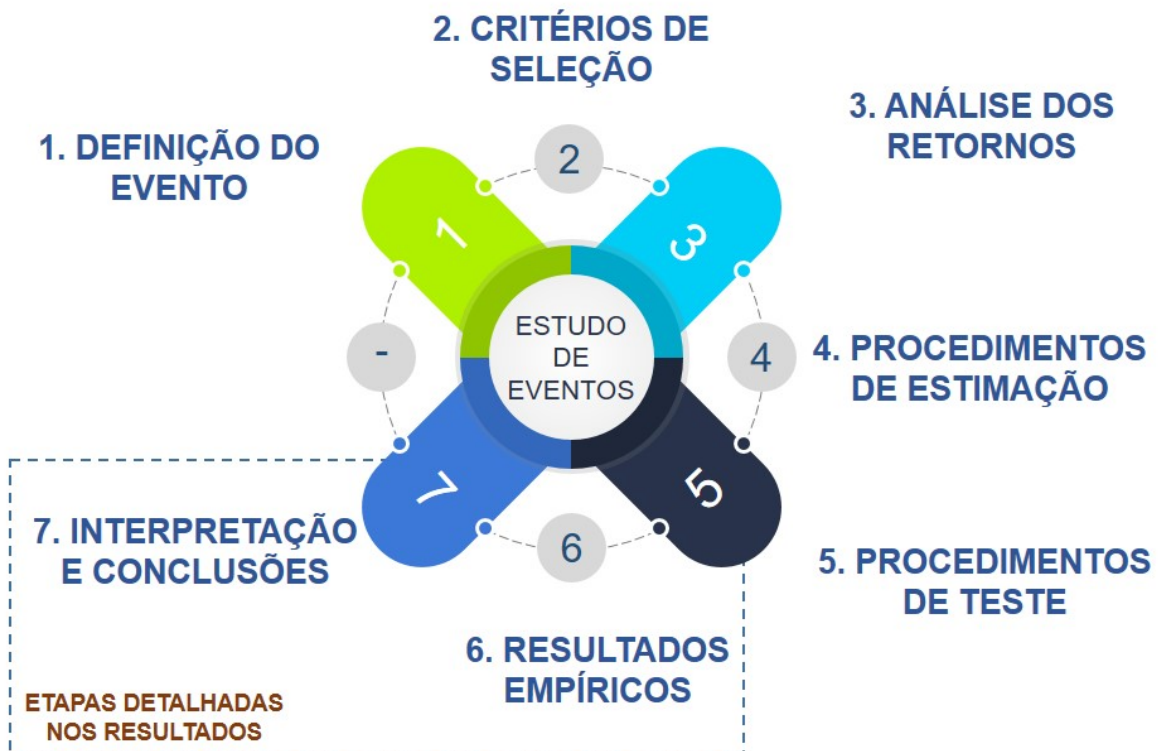 2. CRITÉRIOS DE
SELEÇÃO
1. DEFINIÇÃO DO
EVENTO
3. ANÁLISE DOS
RETORNOS
1
2
3
ESTUDO
DE
EVENTOS
-
4
4. PROCEDIMENTOS
DE ESTIMAÇÃO
7
6
5
7. INTERPRETAÇÃO
E CONCLUSÕES
5. PROCEDIMENTOS
DE TESTE
6. RESULTADOS
EMPÍRICOS
ETAPAS DETALHADAS
NOS RESULTADOS